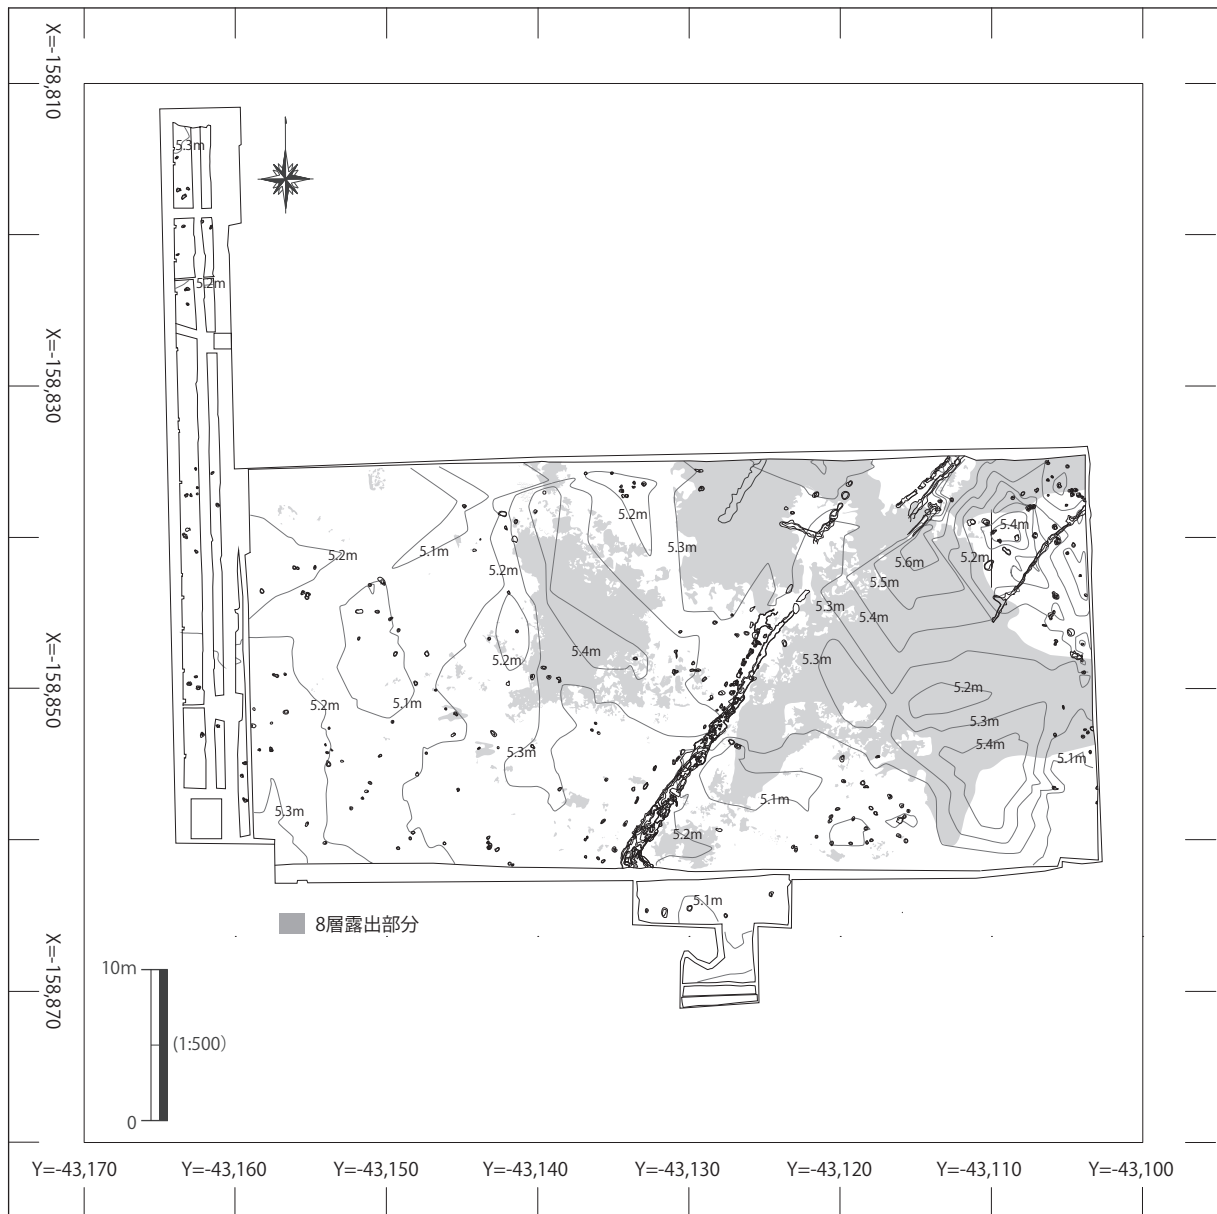 X=-158,810
X=-158,830
X=-158,850
X=-158,870
5.3m
5.2m
5.2m
5.1m
5.2m
5.2m
5.3m
5.4m
5.6m
5.2m
5.5m
5.3m
5.4m
5.2m
5.4m
5.3m
5.2m
5.2m
5.1m
5.3m
5.3m
5.4m
5.1m
5.3m
5.1m
5.2m
5.1m
8層露出部分
10m
(1:500)
0
Y=-43,170
Y=-43,160
Y=-43,150
Y=-43,140
Y=-43,130
Y=-43,120
Y=-43,110
Y=-43,100